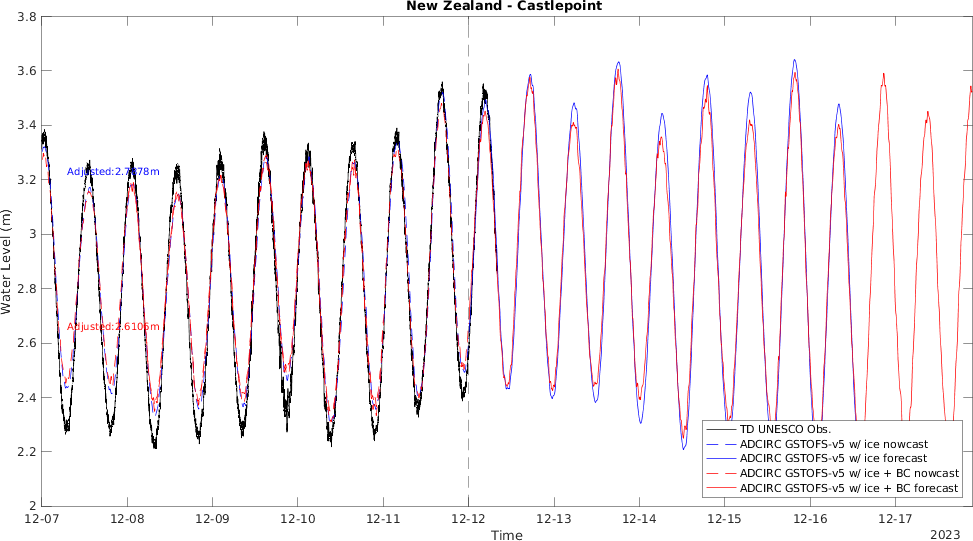 New Zealand - Castlepoint
3.8
3.6
3.4
3.2
3
2.8
2.6
2.4
2.2
2
Water Level (m)
Adjusted:2.7878m
Adjusted:2.6106m
TD UNESCO Obs.
ADCIRC GSTOFS-v5 w/ ice nowcast
ADCIRC GSTOFS-v5 w/ ice forecast
ADCIRC GSTOFS-v5 w/ ice + BC nowcast
ADCIRC GSTOFS-v5 w/ ice + BC forecast
12-07 12-08 12-09 12-10 12-11 12-12 12-13 12-14 12-15 12-16 12-17
Time
2023